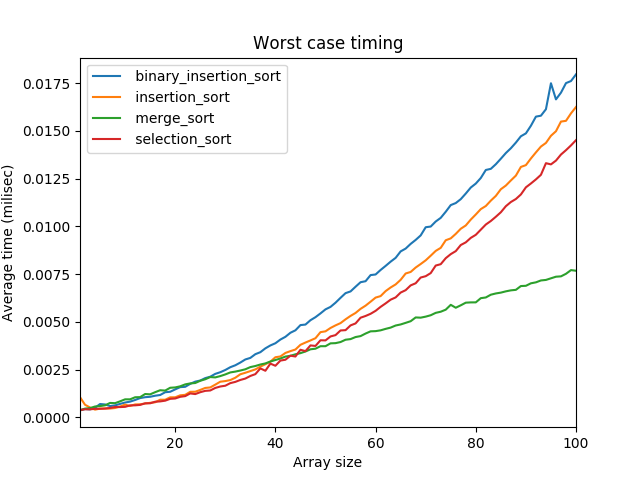 Worst case timing
binary_insertion_sort
insertion_sort
merge_sort
selection_sort
0.0175
0.0150
0.0125
0.0100
0.0075
0.0050
0.0025
0.0000
Average time (milisec)
20
40
60
80
100
Array size